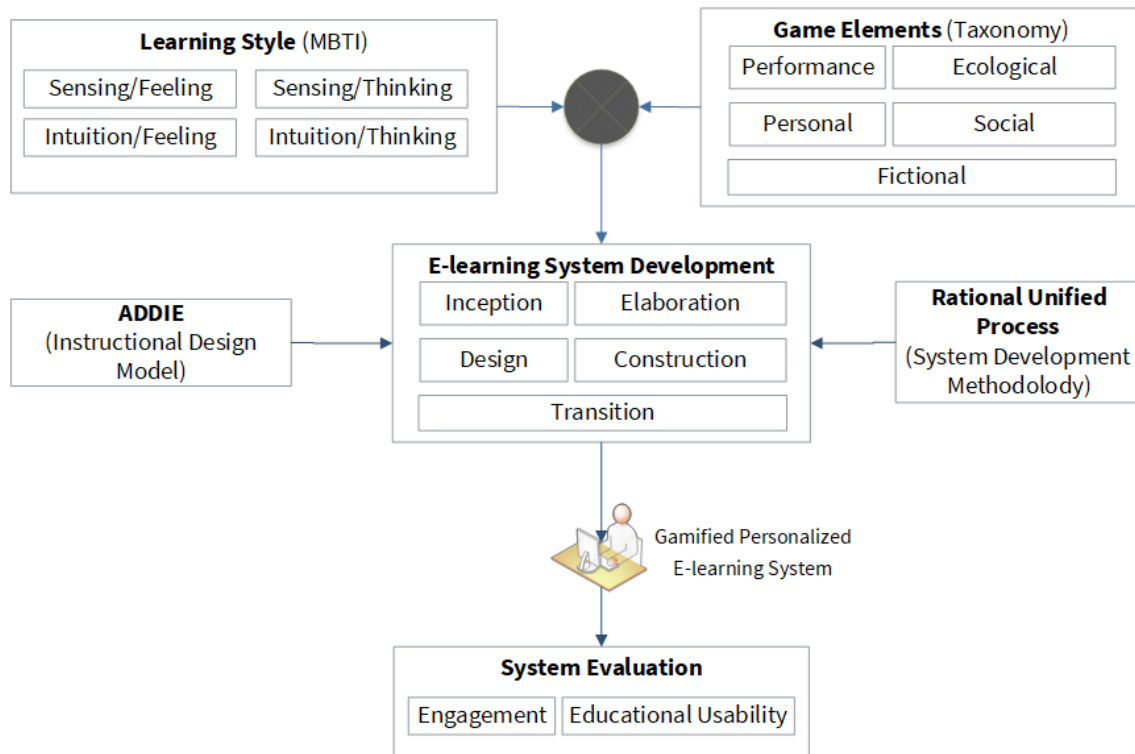 Learning Style (MBTI)
Sensing/Feeling
Sensing/Thinking
Intuition/Feeling
Intuition/Thinking
Game Elements (Taxonomy)
Performance
Ecological
Personal
Social
Fictional
E-learning System Development
Inception
Elaboration
Design
Construction
Transition
ADDIE
(Instructional Design
Model)
Rational Unified
Process
(System Development
Methodolody)
Gamified Personalized
E-learning System
System Evaluation
Engagement
Educational Usability